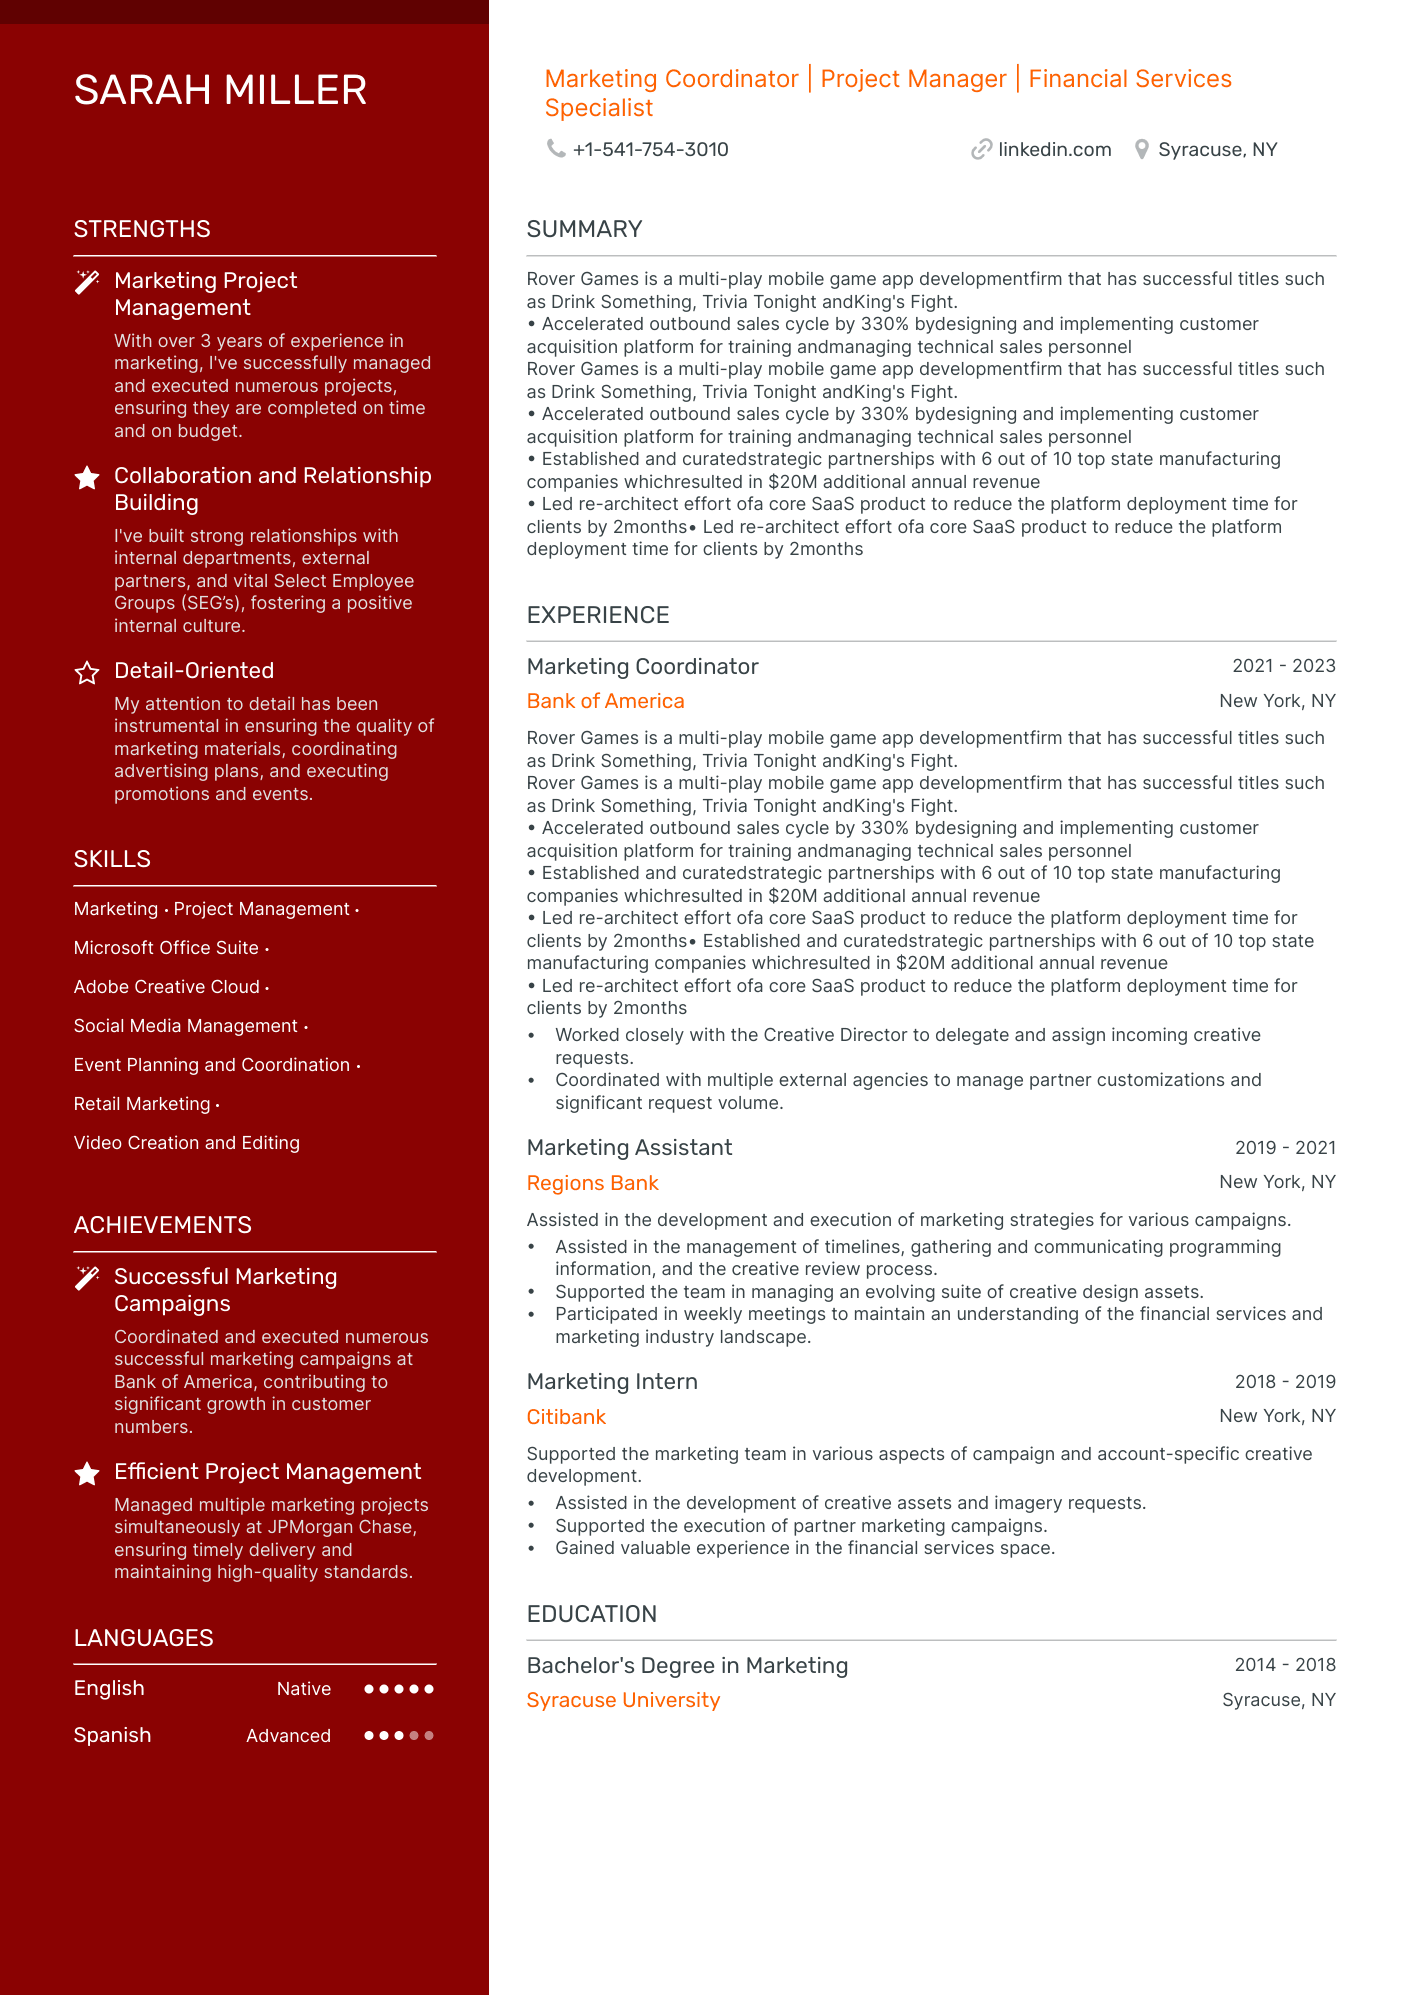 SARAH MILLER
Marketing Coordinator | Project Manager | Financial Services
Specialist
+1-541-754-3010 linkedin.com Syracuse, NY
STRENGTHS
Marketing Project
Management
With over 3 years of experience in
marketing, I've successfully managed
and executed numerous projects,
ensuring they are completed on time
and on budget.
Collaboration and Relationship
Building
I've built strong relationships with
internal departments, external
partners, and vital Select Employee
Groups (SEG's), fostering a positive
internal culture.
Detail-Oriented
My attention to detail has been
instrumental in ensuring the quality of
marketing materials, coordinating
advertising plans, and executing
promotions and events.
SKILLS
Marketing · Project Management ·
Microsoft Office Suite ·
Adobe Creative Cloud ·
Social Media Management ·
Event Planning and Coordination ·
Retail Marketing ·
Video Creation and Editing
ACHIEVEMENTS
Successful Marketing
Campaigns
Coordinated and executed numerous
successful marketing campaigns at
Bank of America, contributing to
significant growth in customer
numbers.
Efficient Project Management
Managed multiple marketing projects
simultaneously at JPMorgan Chase,
ensuring timely delivery and
maintaining high-quality standards.
LANGUAGES
English Native
Spanish Advanced
SUMMARY
Rover Games is a multi-play mobile game app developmentfirm that has successful titles such
as Drink Something, Trivia Tonight andKing's Fight.
• Accelerated outbound sales cycle by 330% bydesigning and implementing customer
acquisition platform for training andmanaging technical sales personnel
Rover Games is a multi-play mobile game app developmentfirm that has successful titles such
as Drink Something, Trivia Tonight andKing's Fight.
• Accelerated outbound sales cycle by 330% bydesigning and implementing customer
acquisition platform for training andmanaging technical sales personnel
• Established and curatedstrategic partnerships with 6 out of 10 top state manufacturing
companies whichresulted in $20M additional annual revenue
• Led re-architect effort ofa core SaaS product to reduce the platform deployment time for
clients by 2months• Led re-architect effort ofa core SaaS product to reduce the platform
deployment time for clients by 2months
EXPERIENCE
Marketing Coordinator 2021 - 2023
Bank of America New York, NY
Rover Games is a multi-play mobile game app developmentfirm that has successful titles such
as Drink Something, Trivia Tonight andKing's Fight.
Rover Games is a multi-play mobile game app developmentfirm that has successful titles such
as Drink Something, Trivia Tonight andKing's Fight.
• Accelerated outbound sales cycle by 330% bydesigning and implementing customer
acquisition platform for training andmanaging technical sales personnel
• Established and curatedstrategic partnerships with 6 out of 10 top state manufacturing
companies whichresulted in $20M additional annual revenue
• Led re-architect effort ofa core SaaS product to reduce the platform deployment time for
clients by 2months• Established and curatedstrategic partnerships with 6 out of 10 top state
manufacturing companies whichresulted in $20M additional annual revenue
• Led re-architect effort ofa core SaaS product to reduce the platform deployment time for
clients by 2months
• Worked closely with the Creative Director to delegate and assign incoming creative
requests.
• Coordinated with multiple external agencies to manage partner customizations and
significant request volume.
Marketing Assistant 2019 - 2021
Regions Bank New York, NY
Assisted in the development and execution of marketing strategies for various campaigns.
• Assisted in the management of timelines, gathering and communicating programming
information, and the creative review process.
• Supported the team in managing an evolving suite of creative design assets.
• Participated in weekly meetings to maintain an understanding of the financial services and
marketing industry landscape.
Marketing Intern 2018 - 2019
Citibank New York, NY
Supported the marketing team in various aspects of campaign and account-specific creative
development.
• Assisted in the development of creative assets and imagery requests.
• Supported the execution of partner marketing campaigns.
• Gained valuable experience in the financial services space.
EDUCATION
Bachelor's Degree in Marketing 2014 - 2018
Syracuse University Syracuse, NY